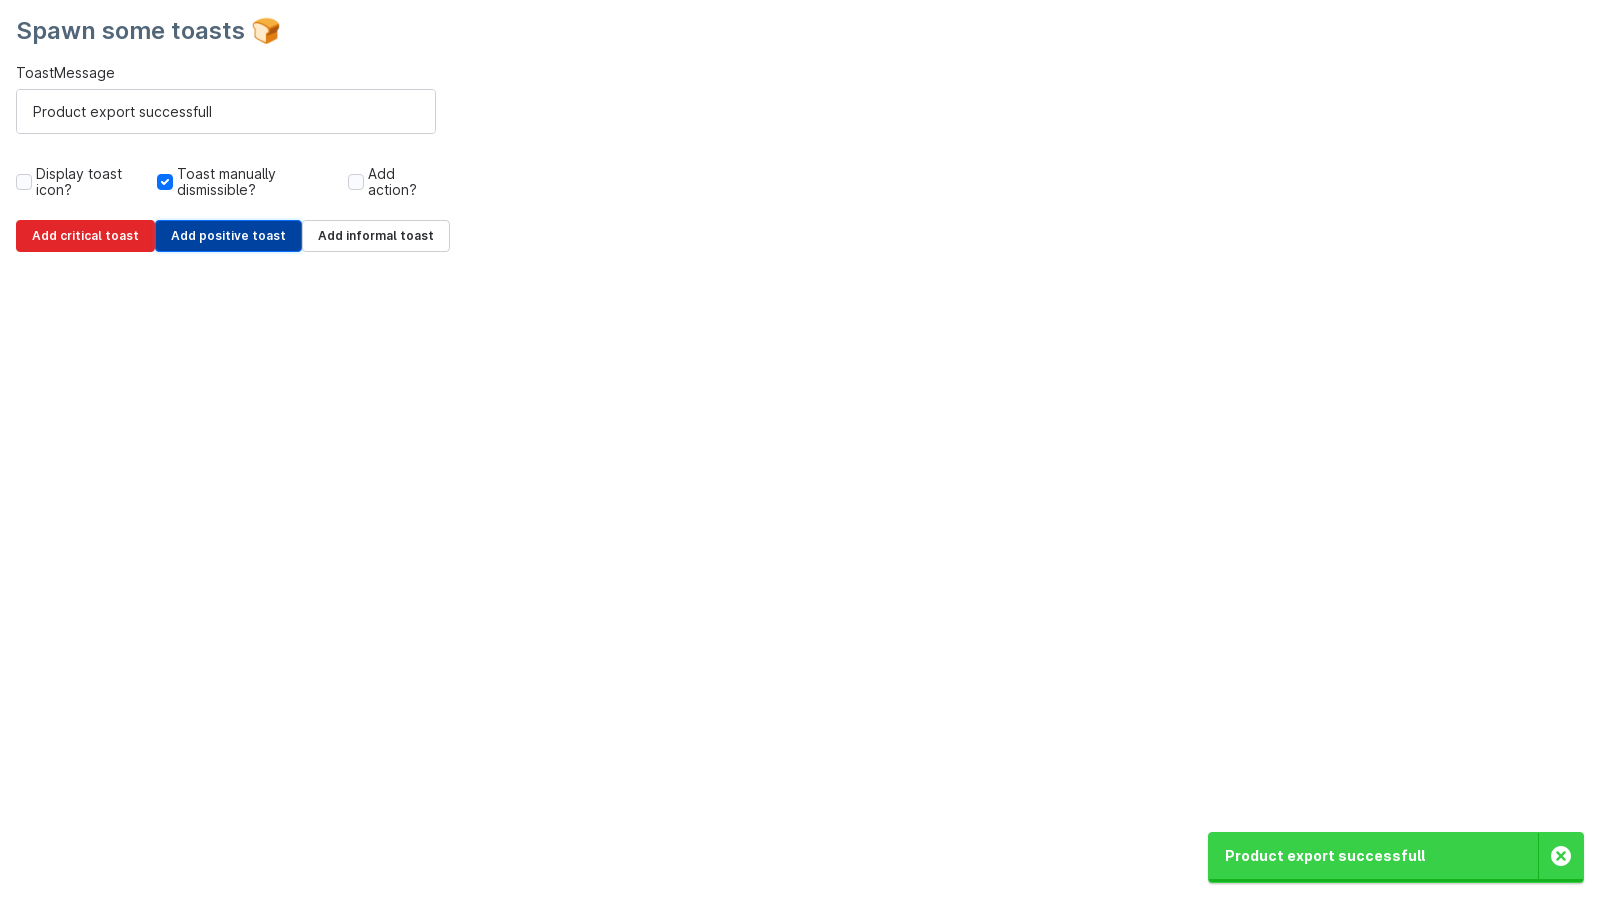 Spawn some toasts 🍞
ToastMessage
Product export successfull
Display toast
icon?
Toast manually
dismissible?
Add
action?
Add critical toast
Add positive toast
Add informal toast
Product export successfull